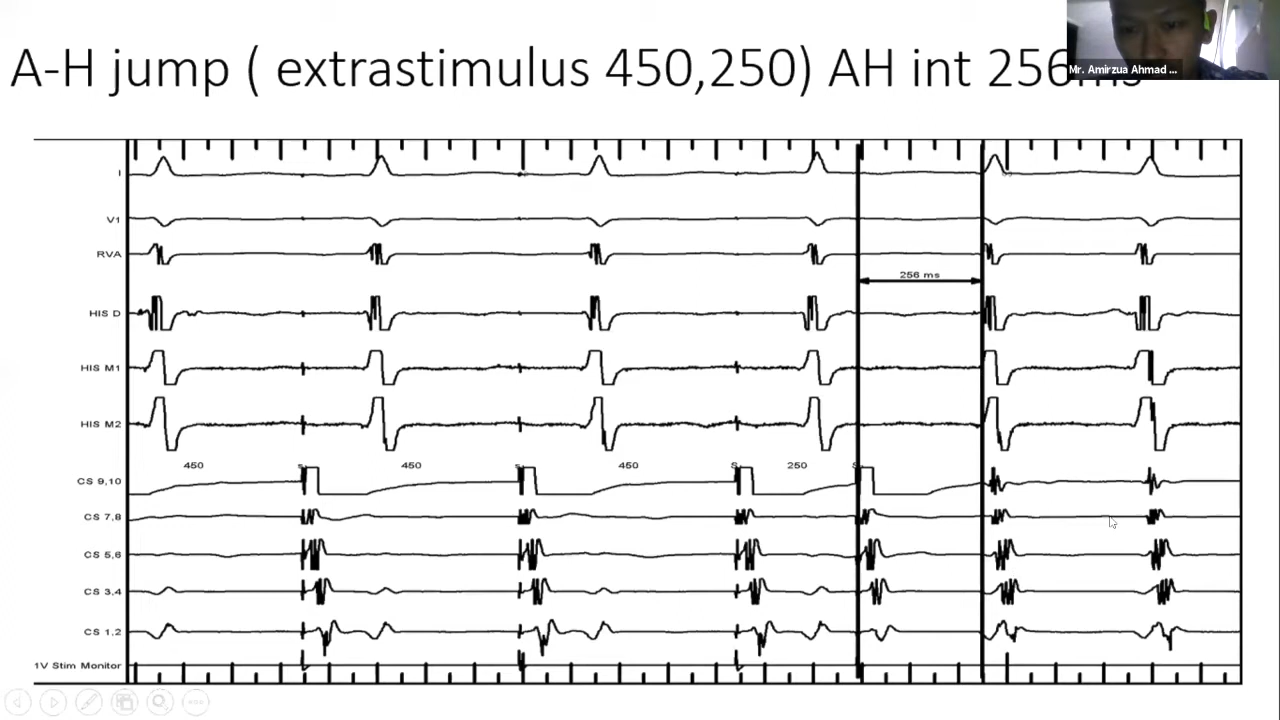 A-H jump ( extrastimulus 450,250) AH int 256ms
Mr. Amirzua Ahmad ...
I
V1
RVA
256 ms
HIS D
HIS M1
HIS M2
450 450 450 250
CS 9,10
CS 7,8
CS 5,6
CS 3,4
CS 1,2
1V Stim Monitor